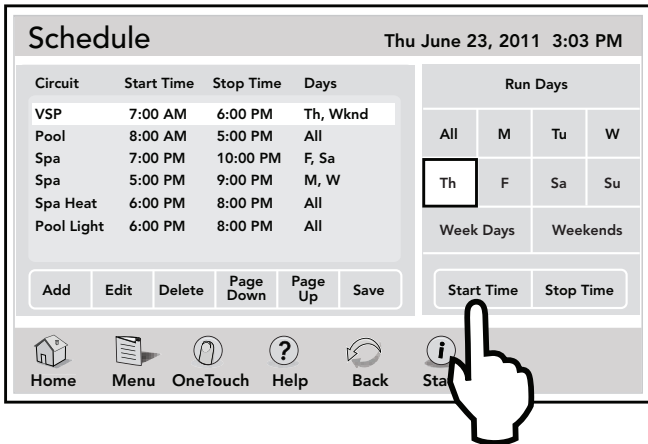 Schedule
Thu June 23, 2011 3:03 PM
Circuit Start Time Stop Time Days
VSP 7:00 AM 6:00 PM Th, Wknd
Pool 8:00 AM 5:00 PM All
Spa 7:00 PM 10:00 PM F, Sa
Spa 5:00 PM 9:00 PM M, W
Spa Heat 6:00 PM 8:00 PM All
Pool Light 6:00 PM 8:00 PM All
Add Edit Delete Page Down Page Up Save
Run Days
All M Tu W
Th F Sa Su
Week Days Weekends
Start Time Stop Time
Home Menu OneTouch Help Back